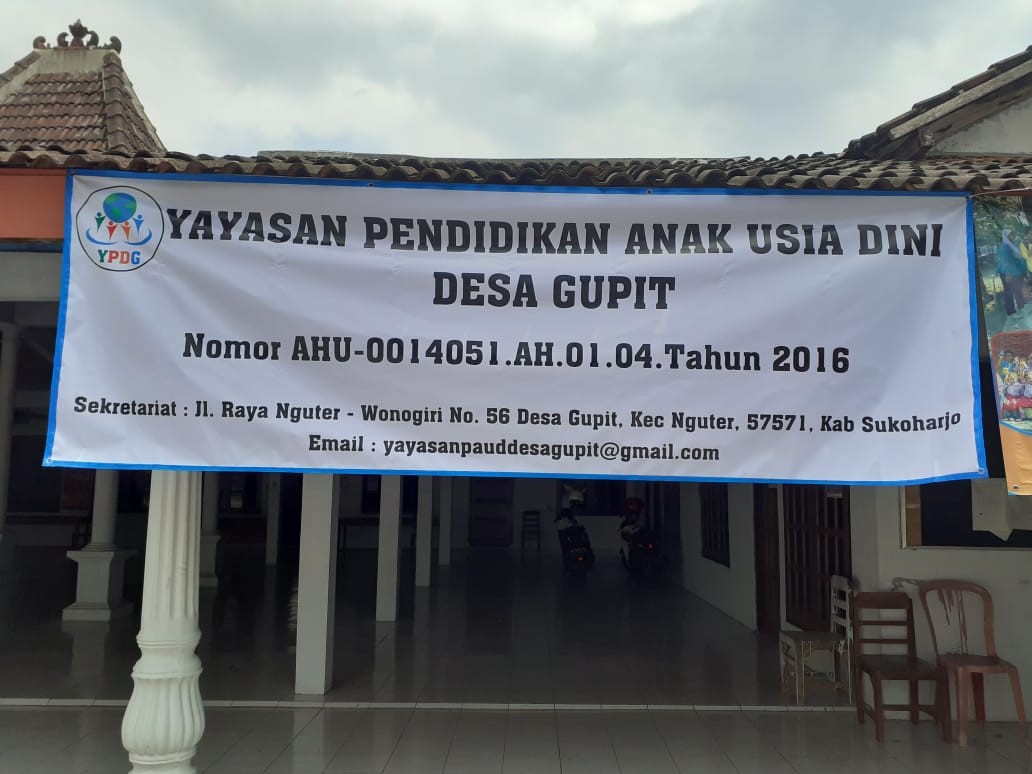 YPDG
YAYASAN PENDIDIKAN ANAK USIA DINI
DESA GUPIT
Nomor AHU-0014051.AH.01.04.Tahun 2016
Sekretariat : Jl. Raya Nguter - Wonogiri No. 56 Desa Gupit, Kec Nguter, 57571, Kab Sukoharjo
Email : yayasanpauddesagupit@gmail.com